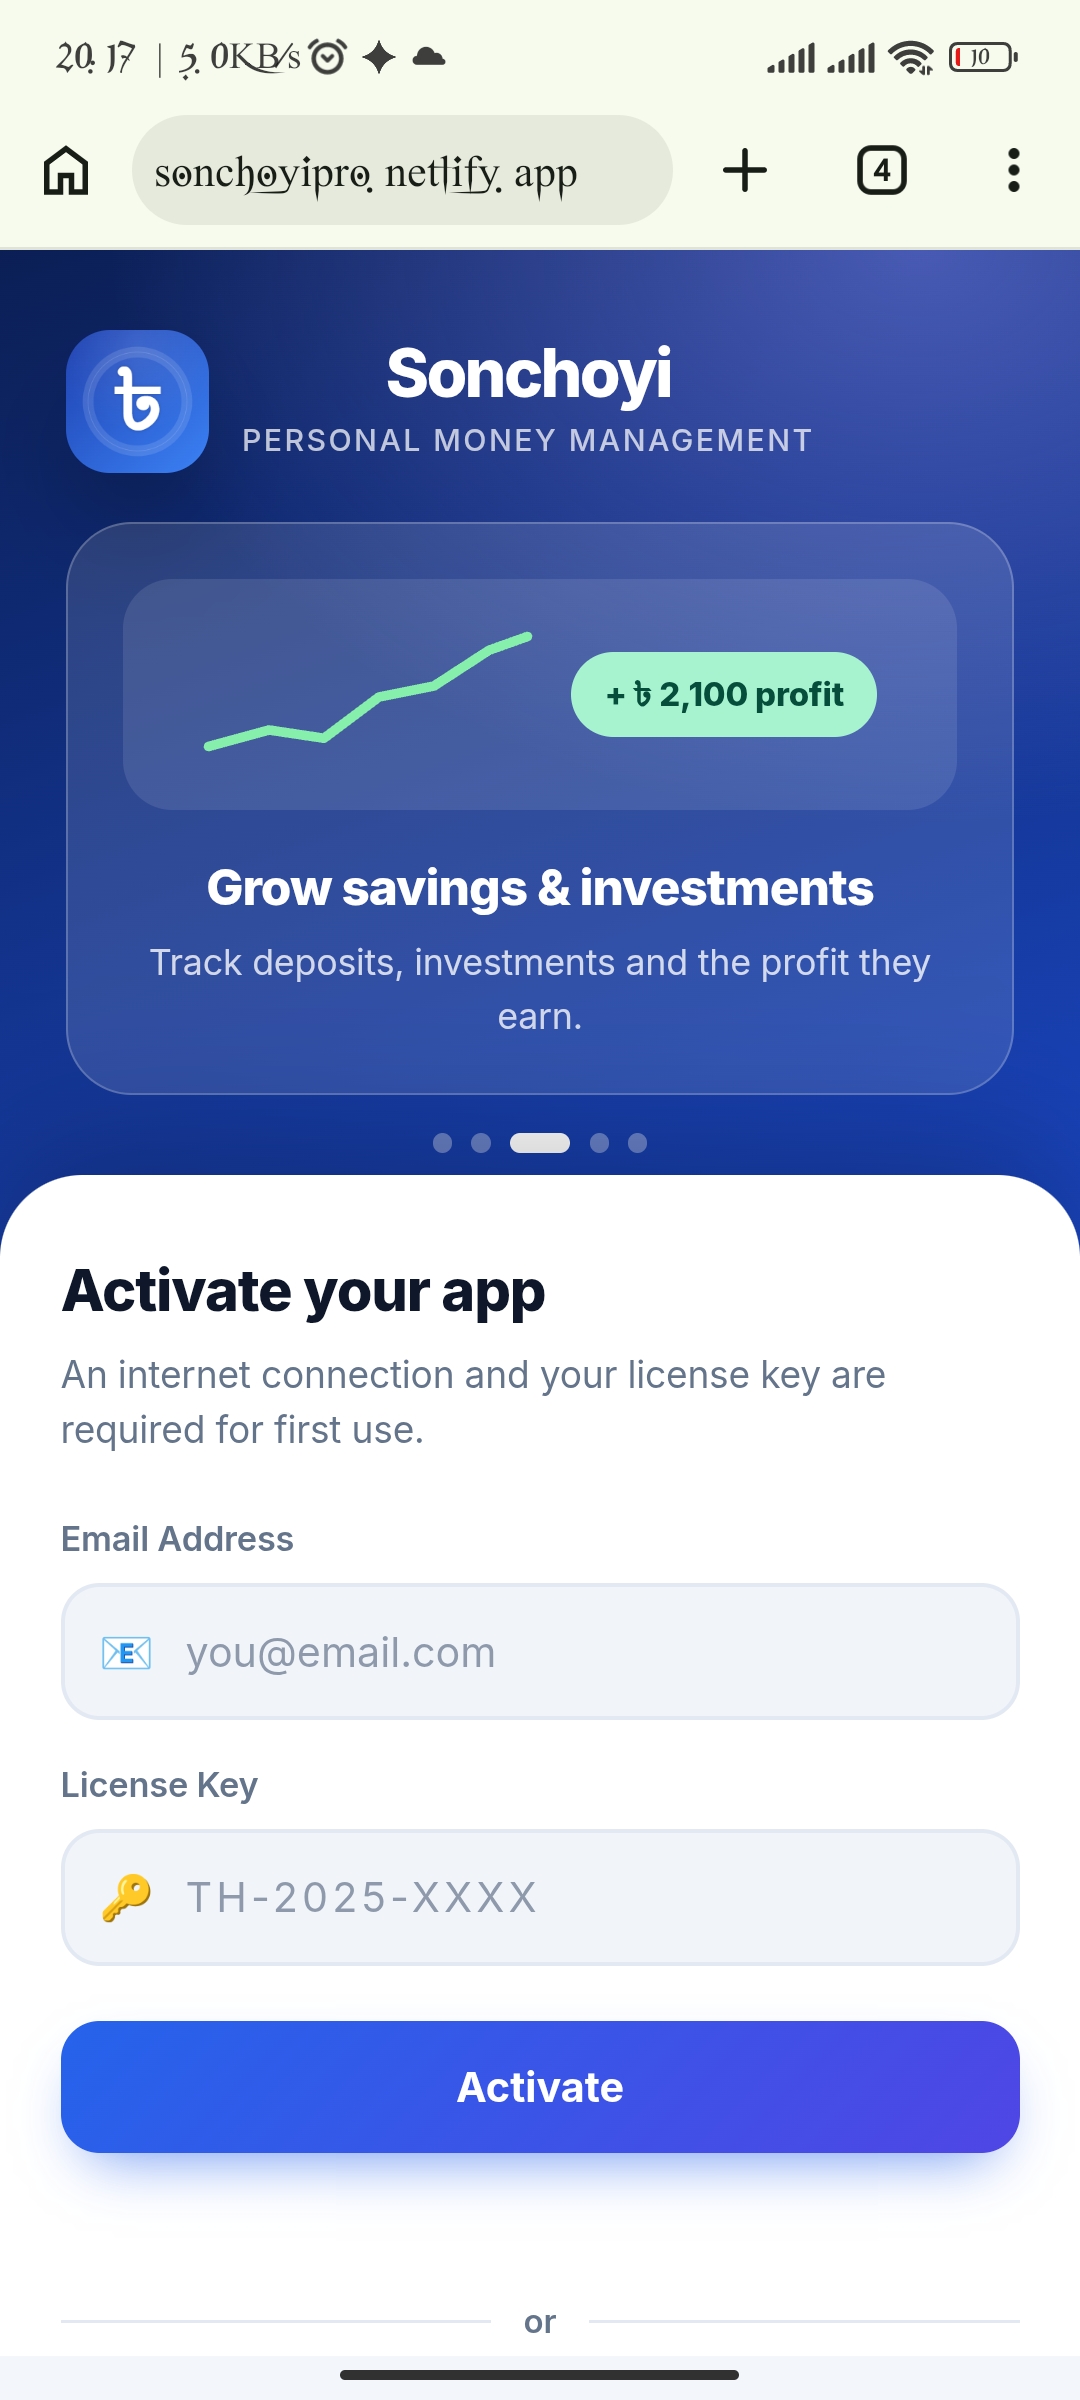 20:17 | 5.0KB/s
10
sonchoyipro.netlify.app
4
৳
Sonchoyi
PERSONAL MONEY MANAGEMENT
+ ৳ 2,100 profit
Grow savings & investments
Track deposits, investments and the profit they
earn.
Activate your app
An internet connection and your license key are
required for first use.
Email Address
you@email.com
License Key
TH-2025-XXXX
Activate
or